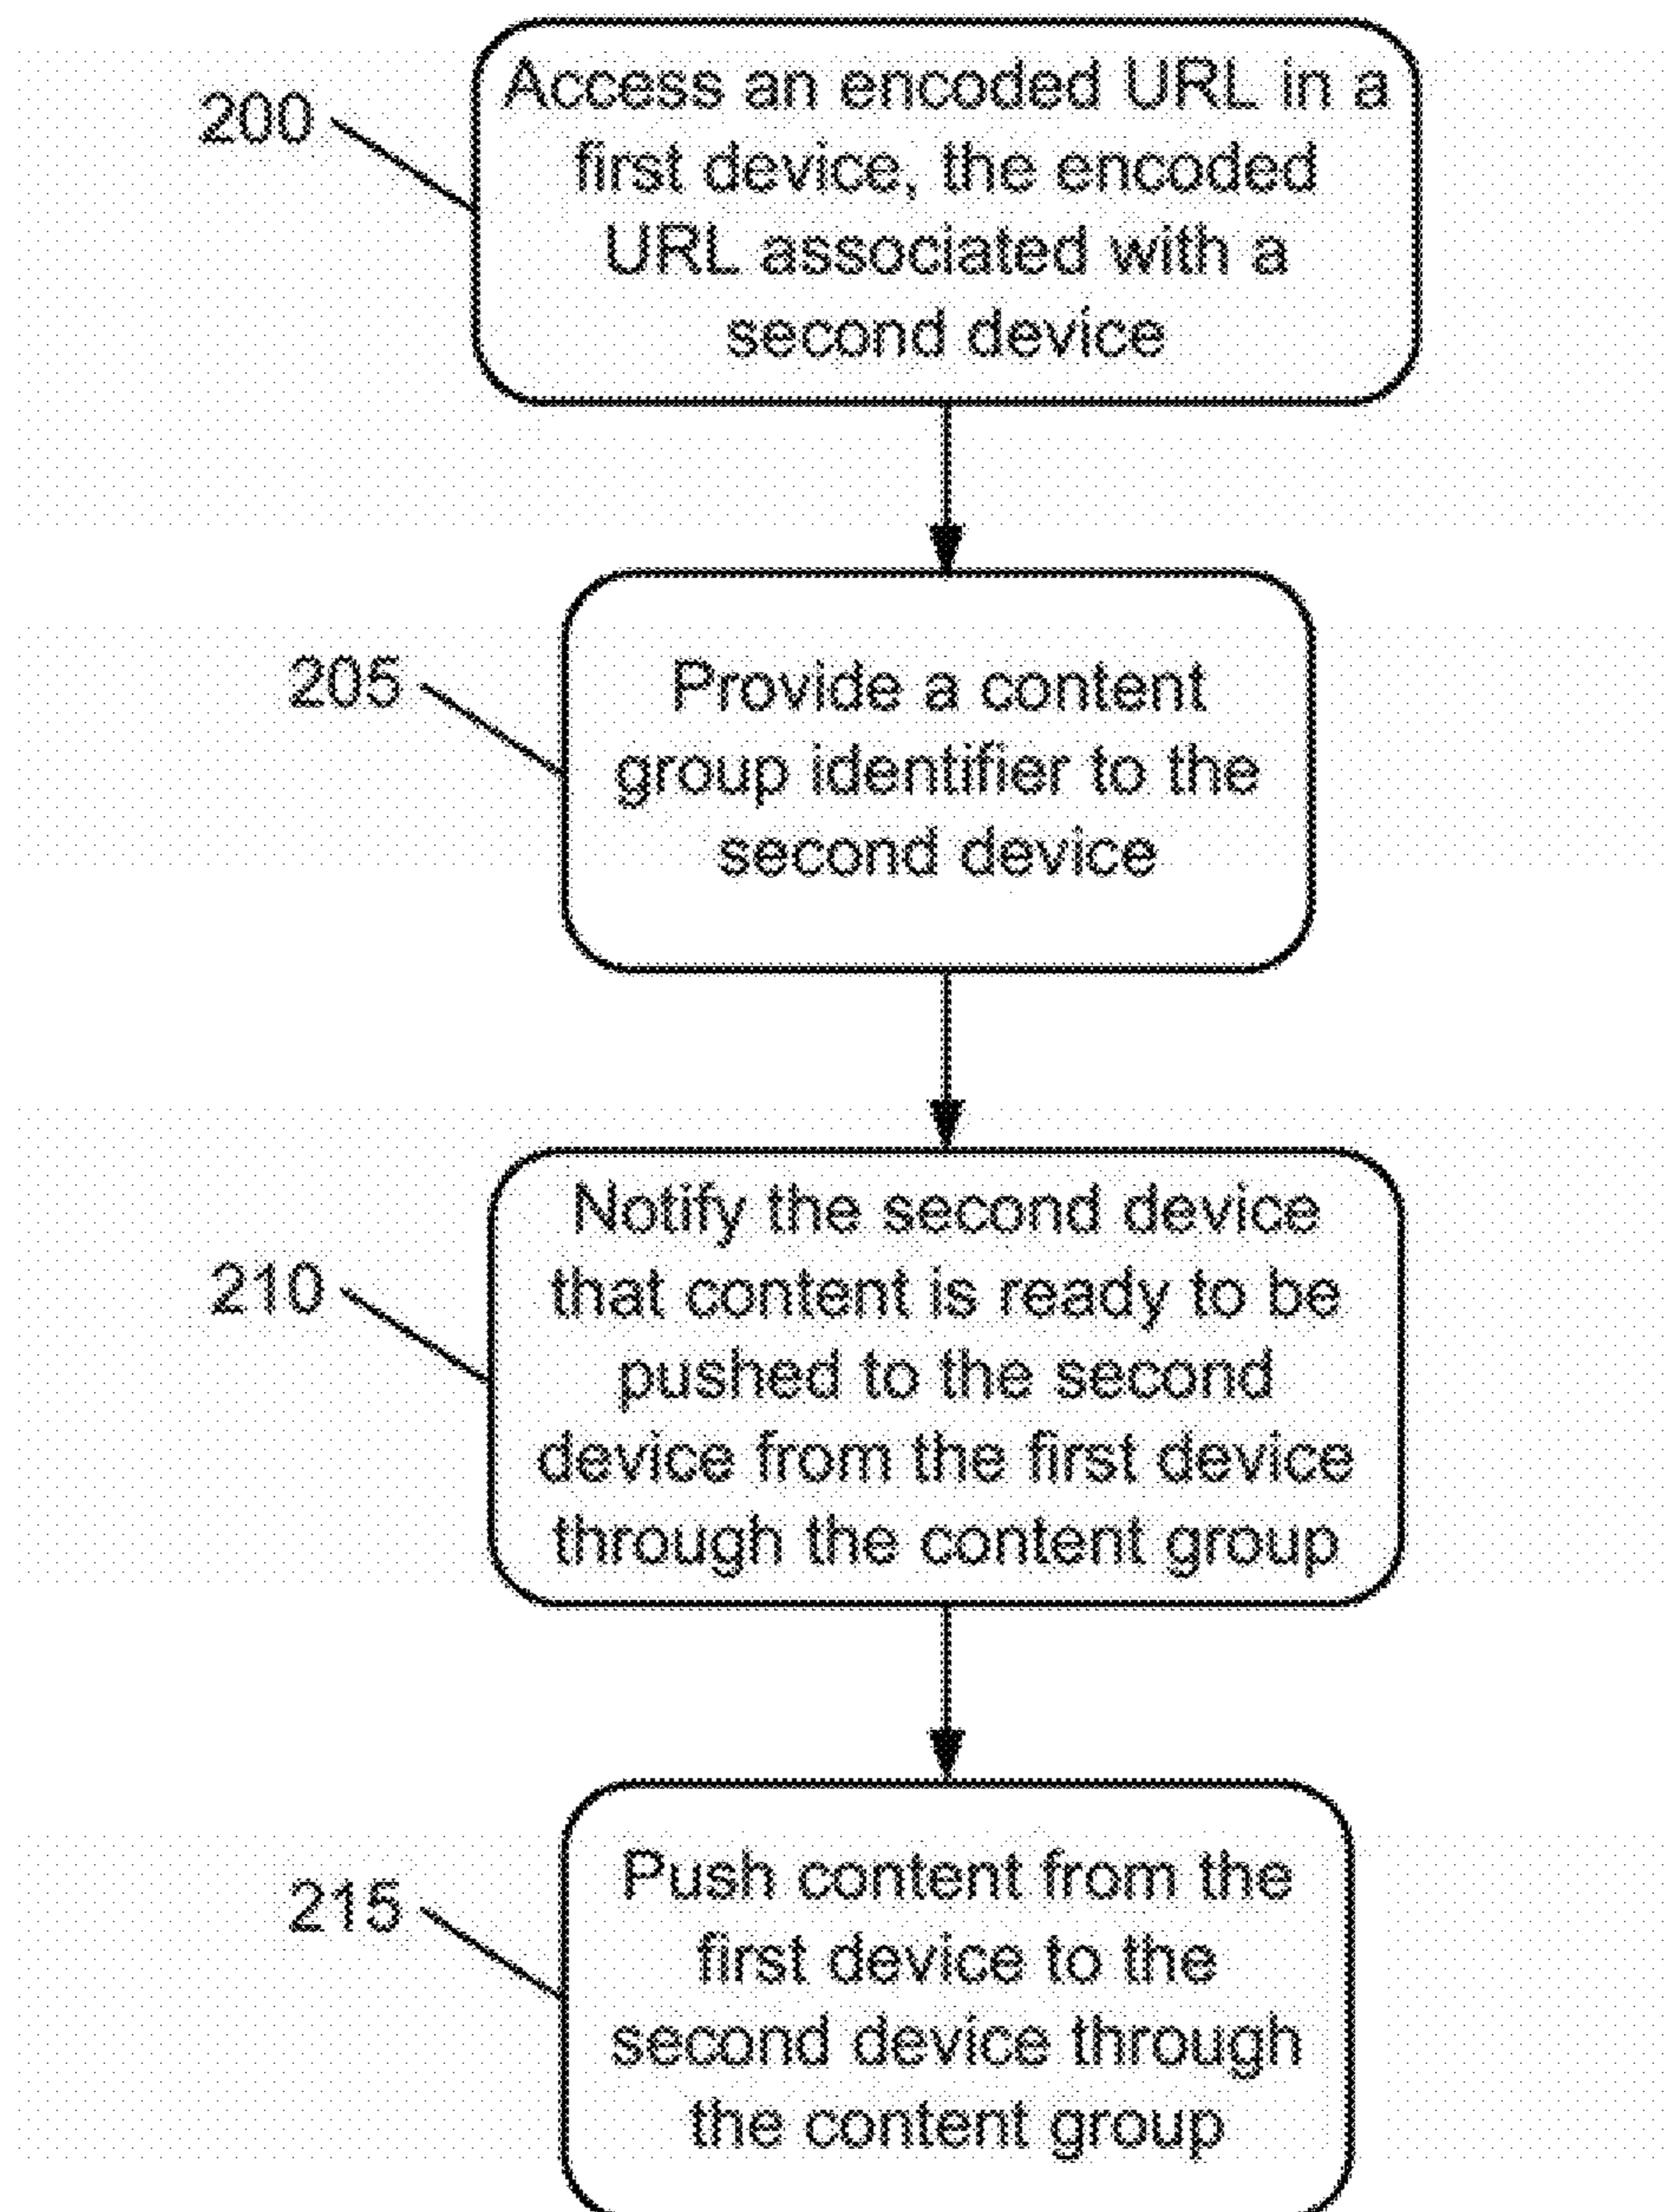 200
Access an encoded URL in a
first device, the encoded
URL associated with a
second device
205
Provide a content
group identifier to the
second device
210
Notify the second device
that content is ready to be
pushed to the second
device from the first device
through the content group
215
Push content from the
first device to the
second device through
the content group